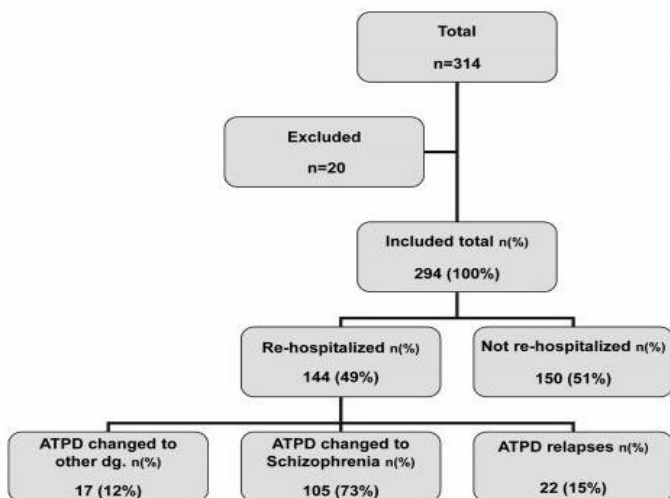 Total
n=314
Excluded
n=20
Included total n(%)
294 (100%)
Re-hospitalized n(%)
144 (49%)
Not re-hospitalized n(%)
150 (51%)
ATPD changed to
other dg. n(%)
17 (12%)
ATPD changed to
Schizophrenia n(%)
105 (73%)
ATPD relapses n(%)
22 (15%)